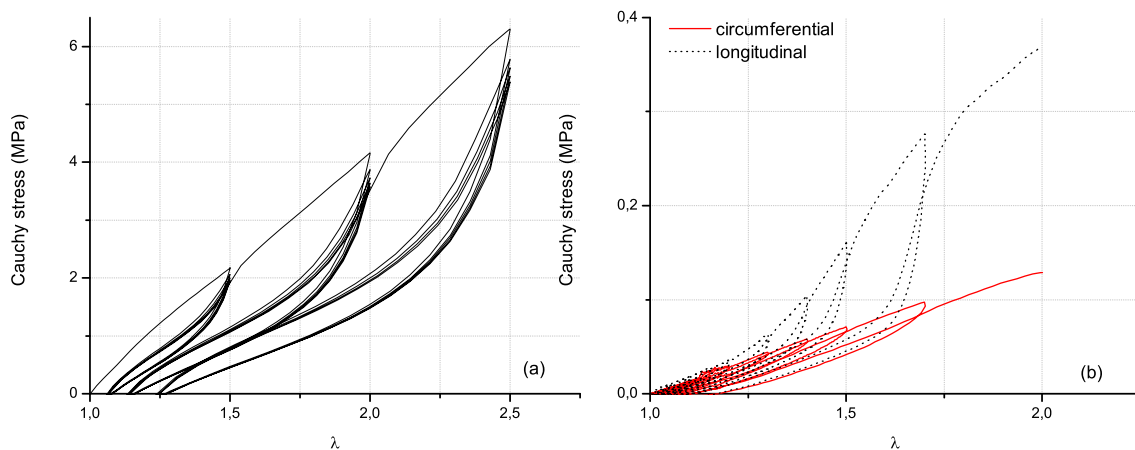 6
4
2
0
1,0
1,5
2,0
2,5
Cauchy stress (MPa)
λ
(a)
0,4
0,2
0,0
1,0
1,5
2,0
Cauchy stress (MPa)
λ
circumferential
longitudinal
(b)